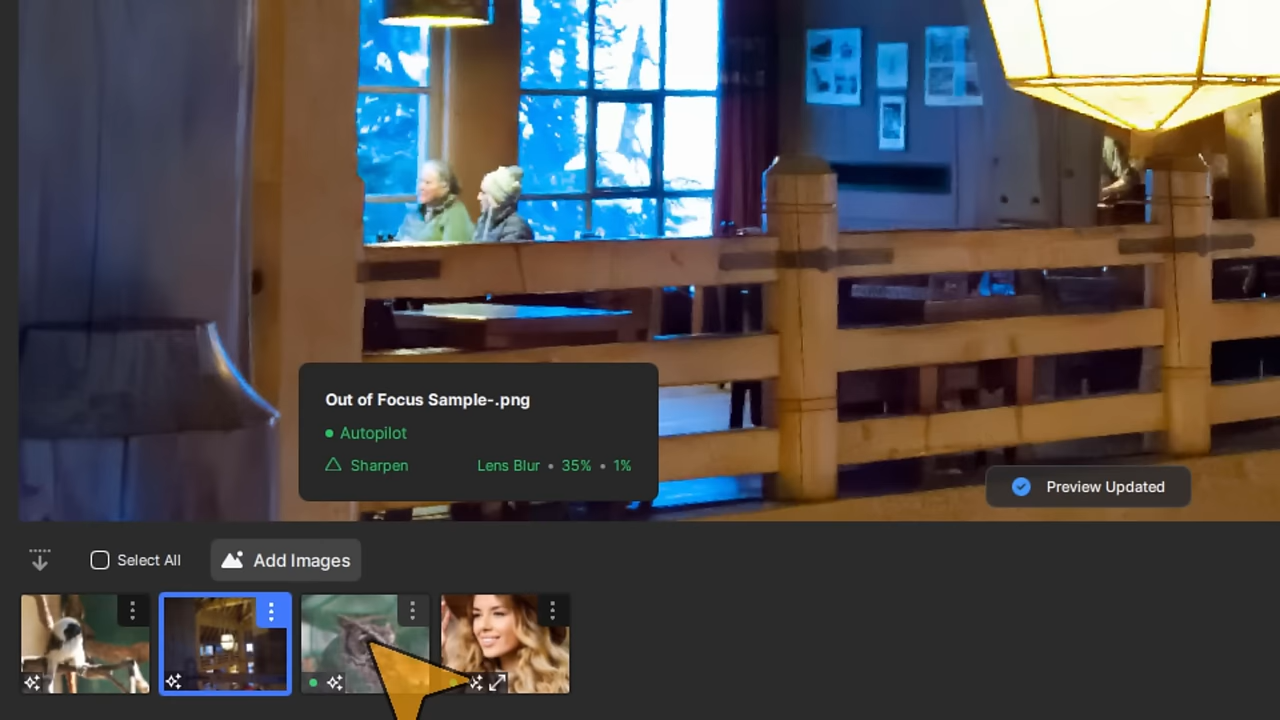 Out of Focus Sample-.png
Autopilot
Sharpen Lens Blur • 35% • 1%
Preview Updated
Select All
Add Images